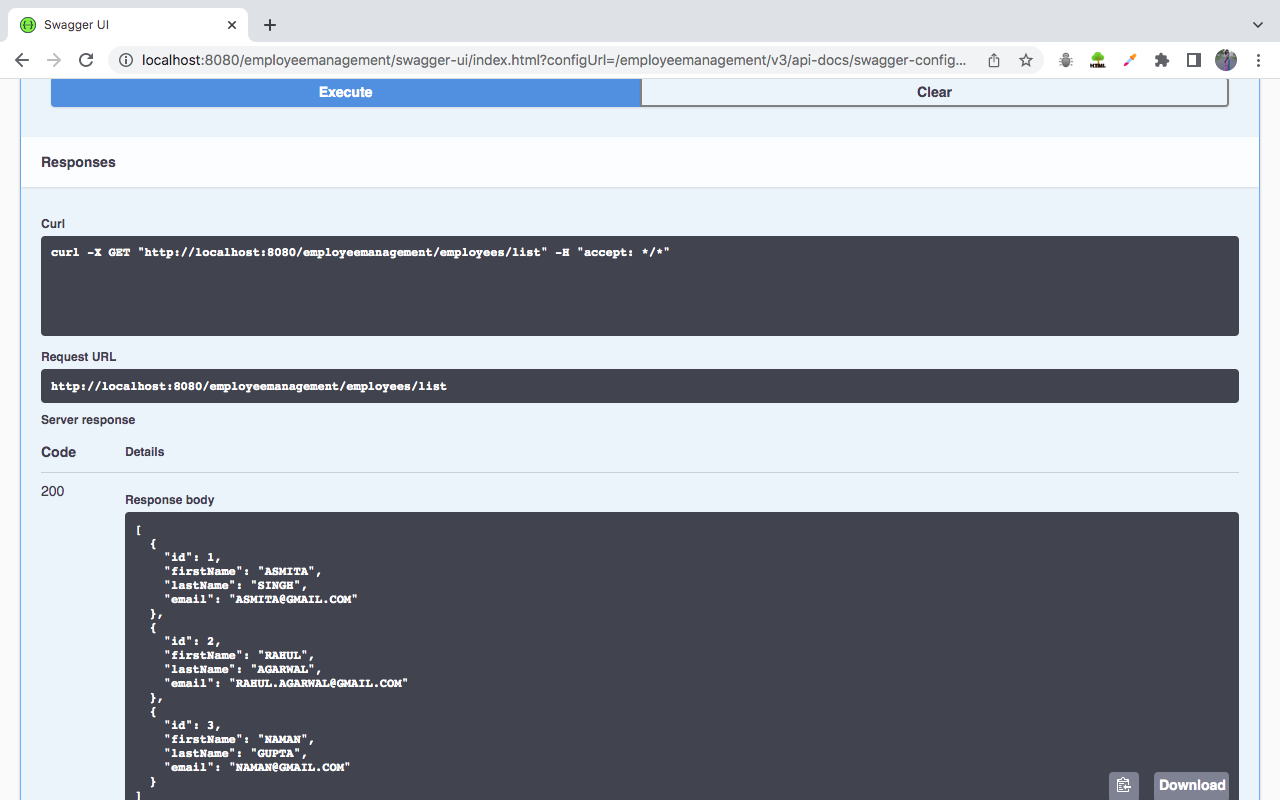 Swagger UI
localhost:8080/employeemanagement/swagger-ui/index.html?configUrl=/employeemanagement/v3/api-docs/swagger-config...
HTML
Execute
Clear
Responses
Curl
curl -X GET "http://localhost:8080/employeemanagement/employees/list" -H "accept: */*"
Request URL
http://localhost:8080/employeemanagement/employees/list
Server response
Code Details
200
Response body
[
  {
    "id": 1,
    "firstName": "ASMITA",
    "lastName": "SINGH",
    "email": "ASMITA@GMAIL.COM"
  },
  {
    "id": 2,
    "firstName": "RAHUL",
    "lastName": "AGARWAL",
    "email": "RAHUL.AGARWAL@GMAIL.COM"
  },
  {
    "id": 3,
    "firstName": "NAMAN",
    "lastName": "GUPTA",
    "email": "NAMAN@GMAIL.COM"
  }
]
Download